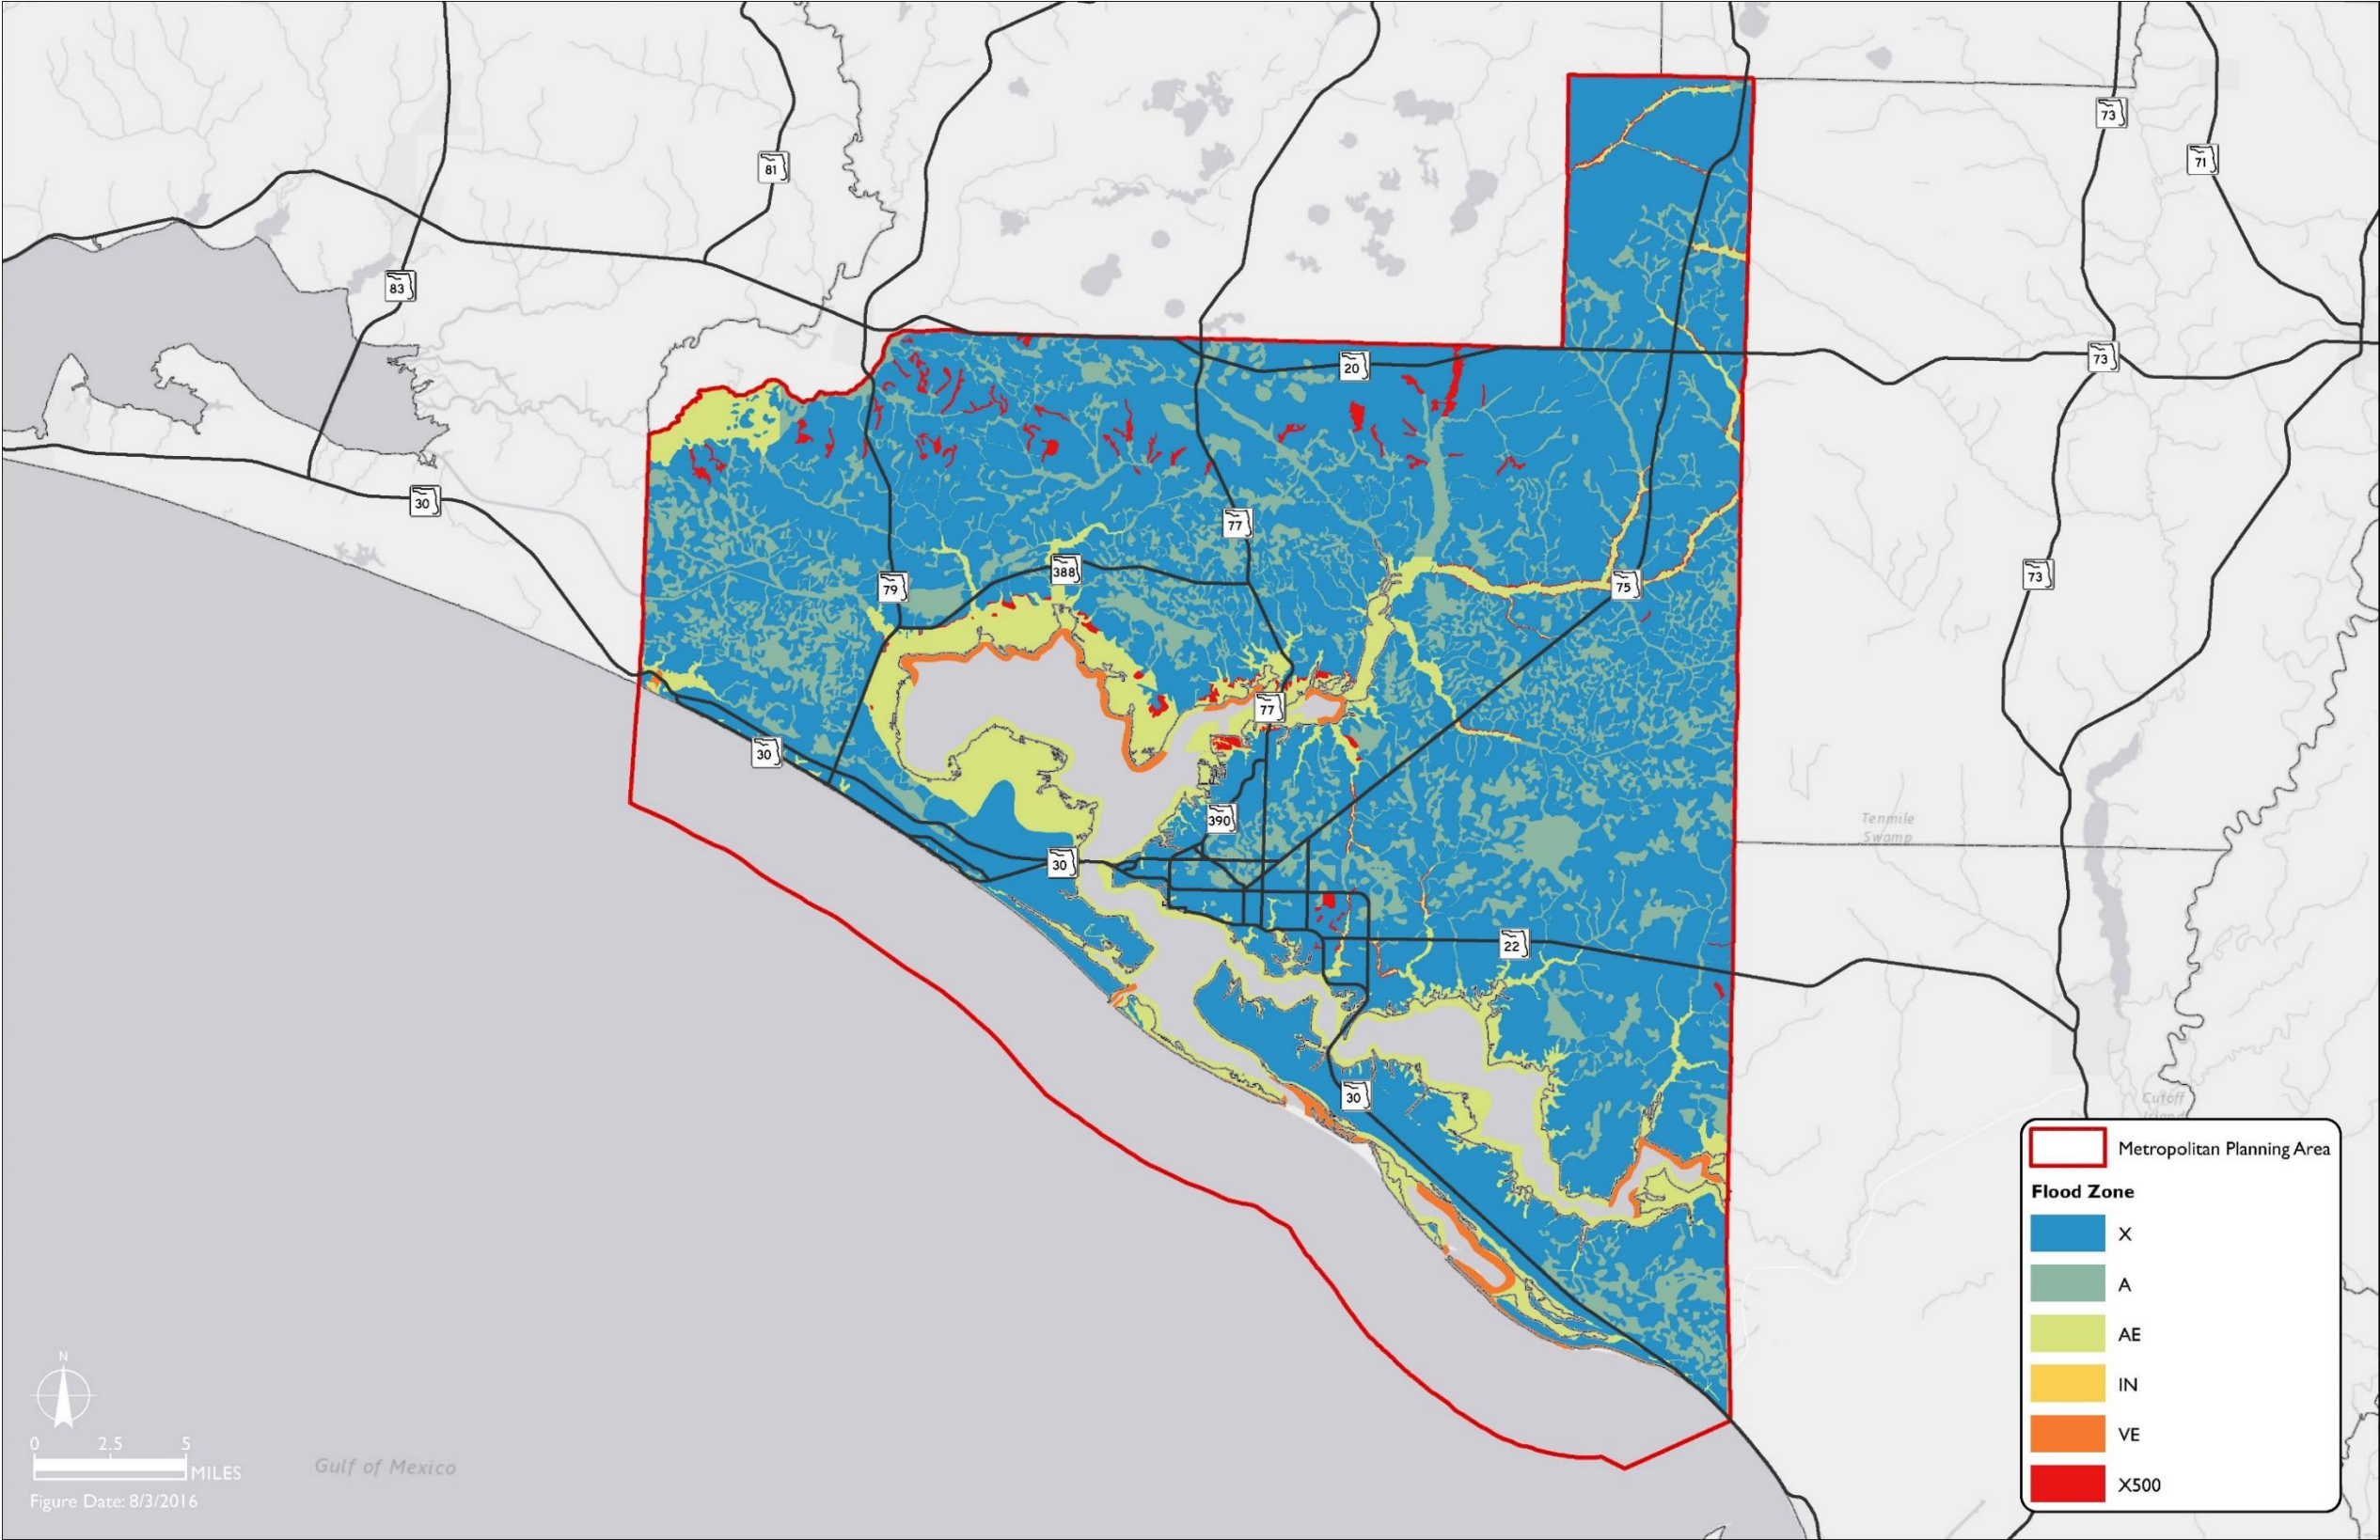 73
81
71
83
20
73
30
77
388
79
75
73
77
30
390
Tenmile
Swamp
30
22
30
Cutoff
Island
Metropolitan Planning Area
Flood Zone
X
A
AE
IN
VE
X500
N
0 2.5 5
MILES
Gulf of Mexico
Figure Date: 8/3/2016